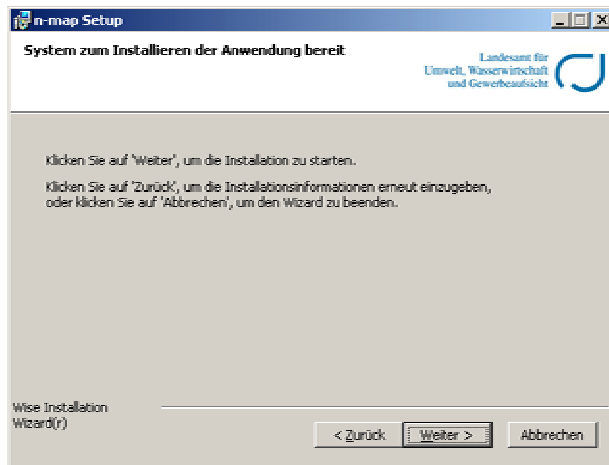 n-map Setup
System zum Installieren der Anwendung bereit
Landesamt für
Umwelt, Wasserwirtschaft
und Gewerbeaufsicht
Klicken Sie auf 'Weiter', um die Installation zu starten.
Klicken Sie auf 'Zurück', um die Installationsinformationen erneut einzugeben,
oder klicken Sie auf 'Abbrechen', um den Wizard zu beenden.
Wise Installation
Wizard(r)
< Zurück
Weiter >
Abbrechen